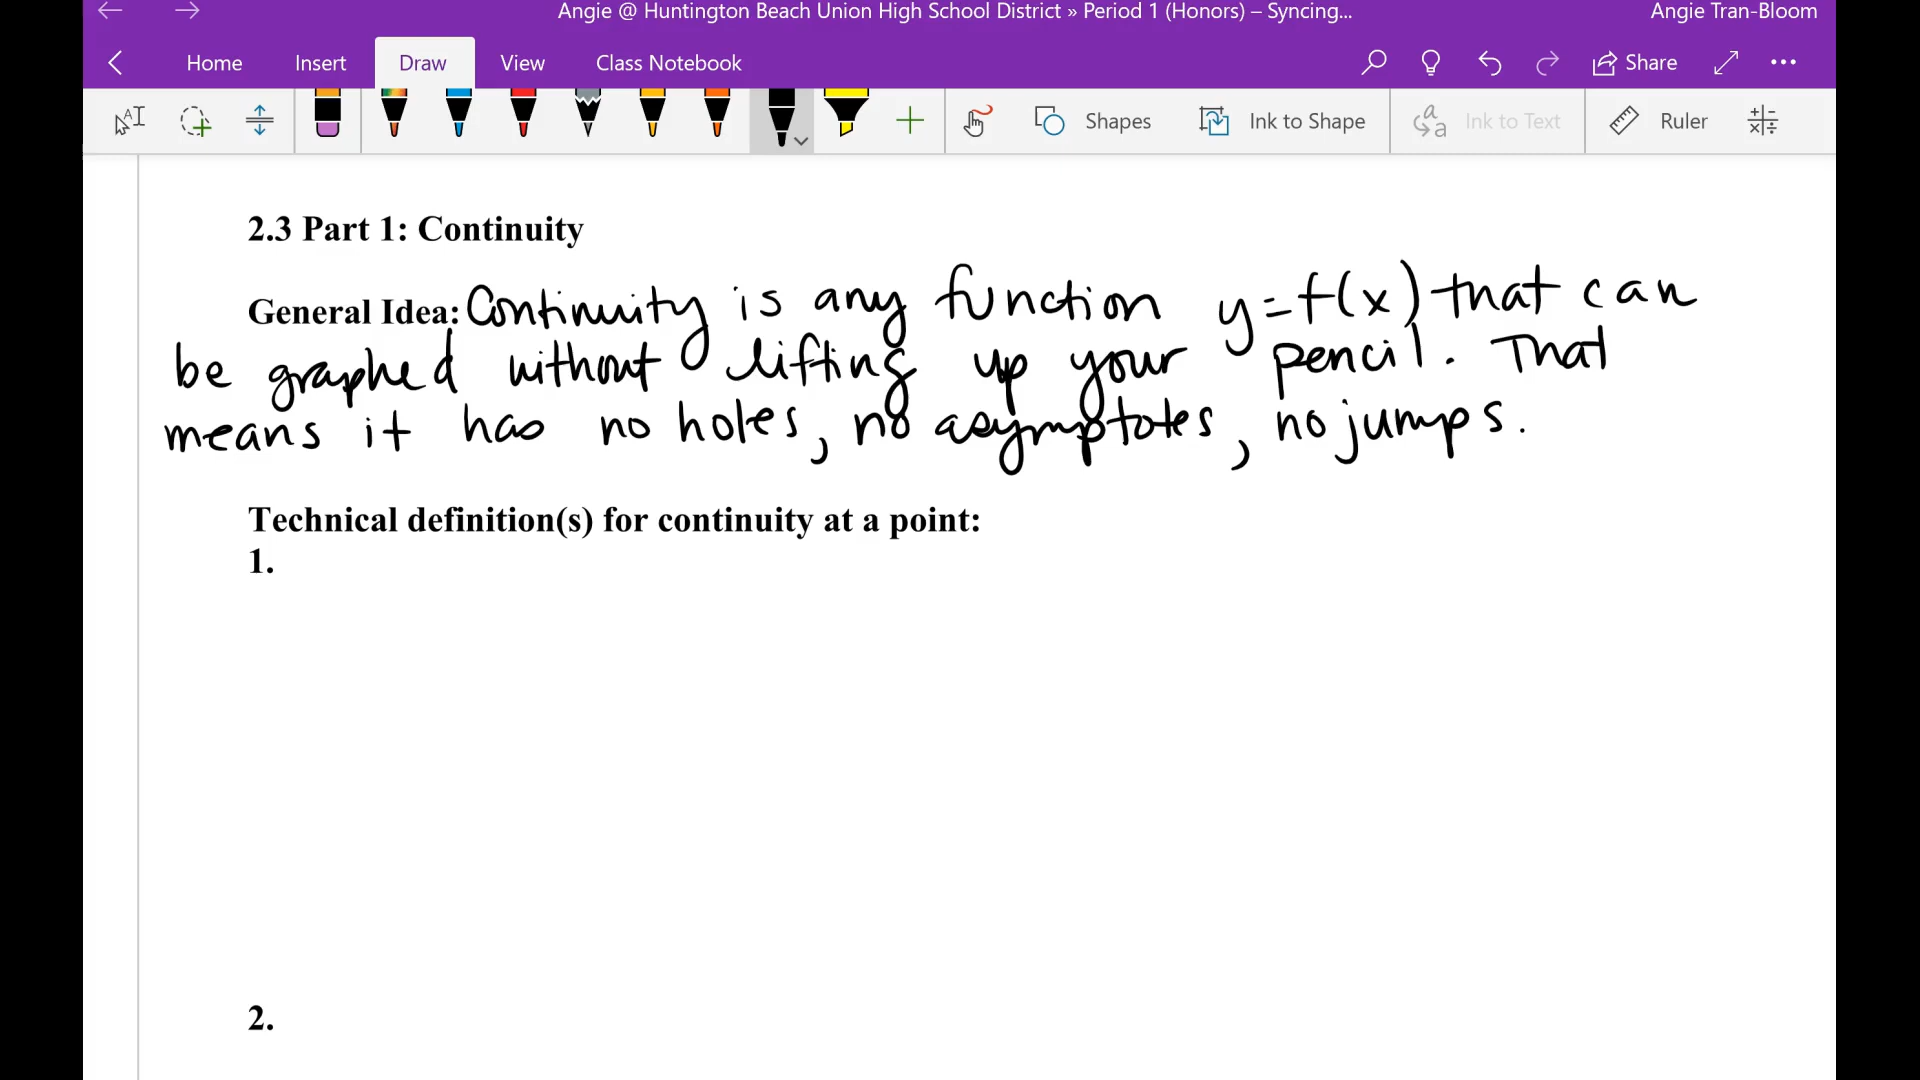 Angie @ Huntington Beach Union High School District » Period 1 (Honors) – Syncing...
Angie Tran-Bloom
Home Insert Draw View Class Notebook Share
Shapes Ink to Shape Ink to Text Ruler
2.3 Part 1: Continuity
General Idea: Continuity is any function y=f(x) that can
be graphed without lifting up your pencil. That
means it has no holes, no asymptotes, no jumps.
Technical definition(s) for continuity at a point:
1.
2.